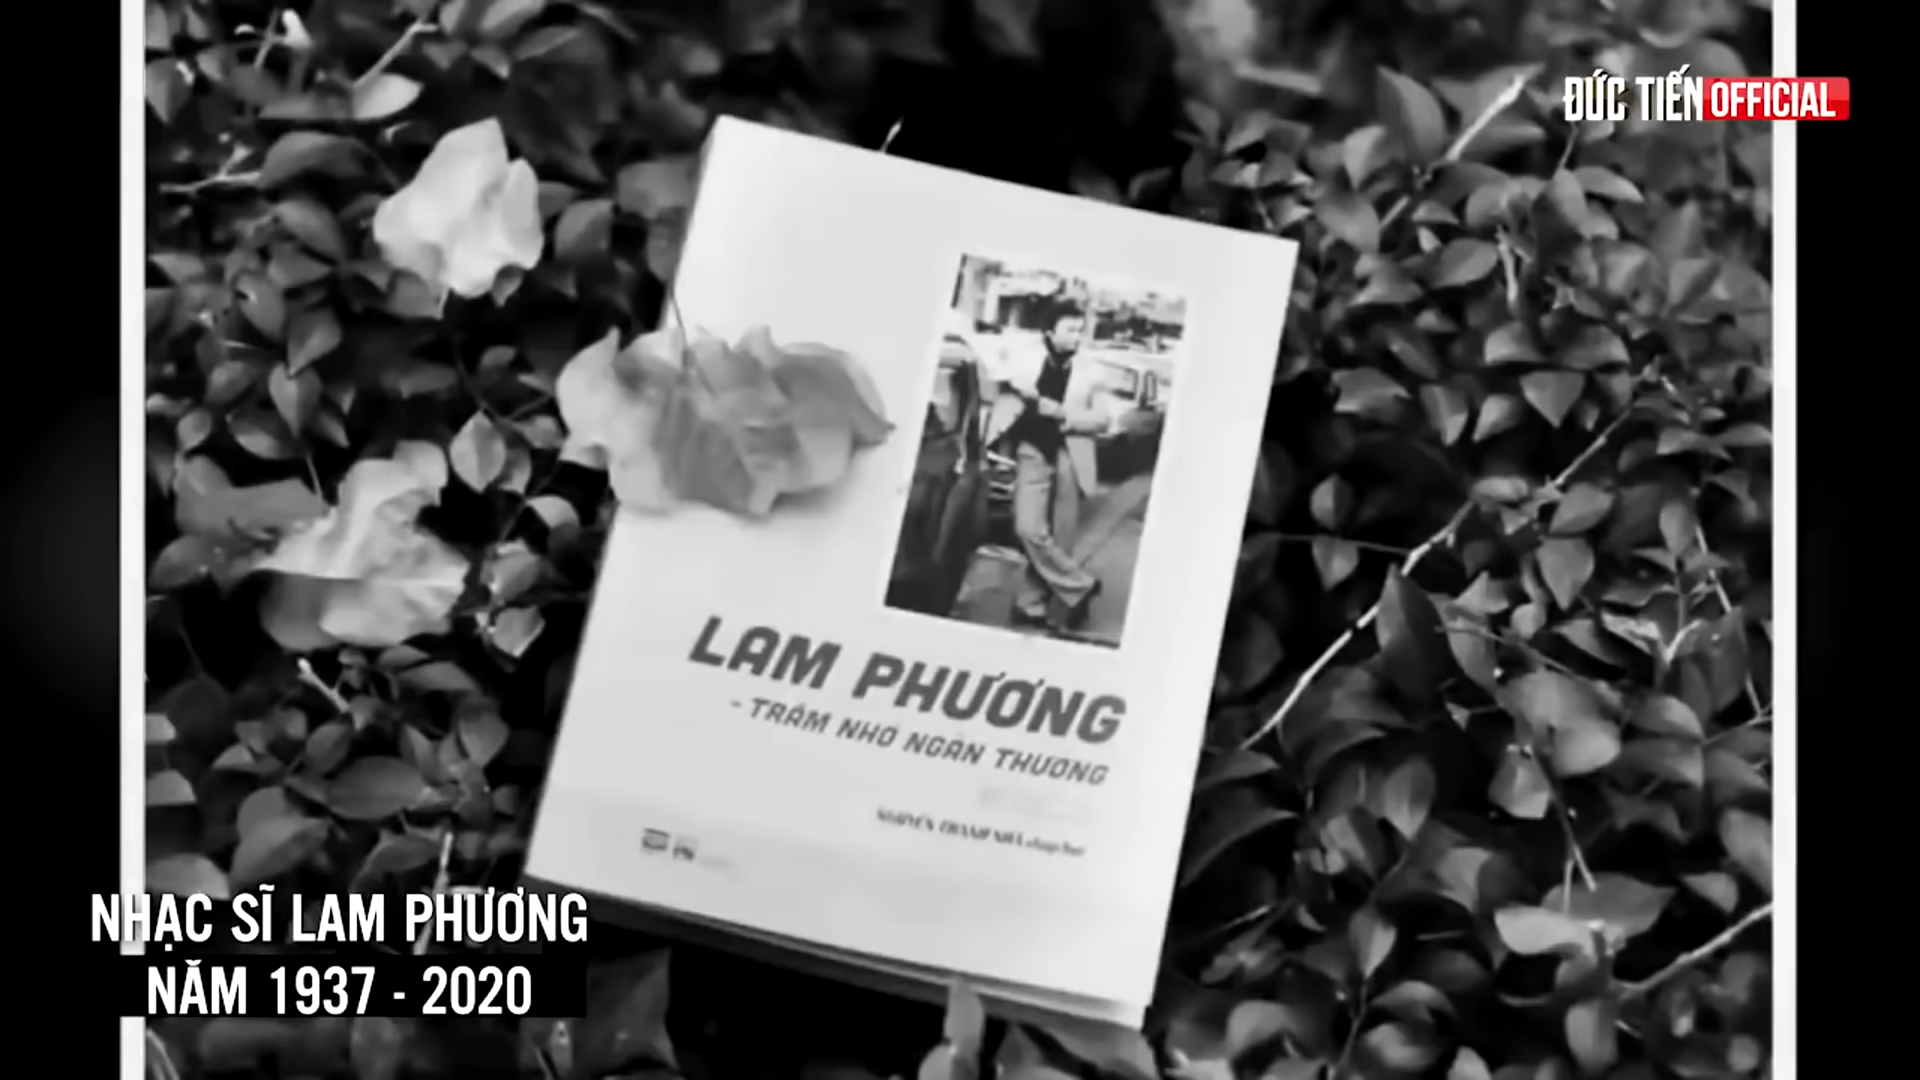 ĐỨC TIẾN OFFICIAL
LAM PHƯƠNG
- TRĂM NHỚ NGÀN THƯƠNG
NHẠC SĨ LAM PHƯƠNG
NĂM 1937 - 2020